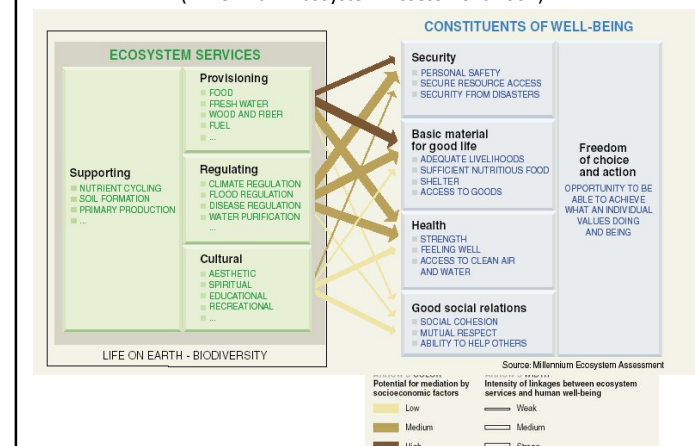 CONSTITUENTS OF WELL-BEING
ECOSYSTEM SERVICES
Supporting
NUTRIENT CYCLING
SOIL FORMATION
PRIMARY PRODUCTION
...
Provisioning
FOOD
FRESH WATER
WOOD AND FIBER
FUEL
...
Regulating
CLIMATE REGULATION
FLOOD REGULATION
DISEASE REGULATION
WATER PURIFICATION
...
Cultural
AESTHETIC
SPIRITUAL
EDUCATIONAL
RECREATIONAL
...
LIFE ON EARTH - BIODIVERSITY
Security
PERSONAL SAFETY
SECURE RESOURCE ACCESS
SECURITY FROM DISASTERS
Basic material
for good life
ADEQUATE LIVELIHOODS
SUFFICIENT NUTRITIOUS FOOD
SHELTER
ACCESS TO GOODS
Health
STRENGTH
FEELING WELL
ACCESS TO CLEAN AIR
AND WATER
Good social relations
SOCIAL COHESION
MUTUAL RESPECT
ABILITY TO HELP OTHERS
Freedom
of choice
and action
OPPORTUNITY TO BE
ABLE TO ACHIEVE
WHAT AN INDIVIDUAL
VALUES DOING
AND BEING
Source: Millennium Ecosystem Assessment
Potential for mediation by
socioeconomic factors
Low
Medium
Intensity of linkages between ecosystem
services and human well-being
Weak
Medium